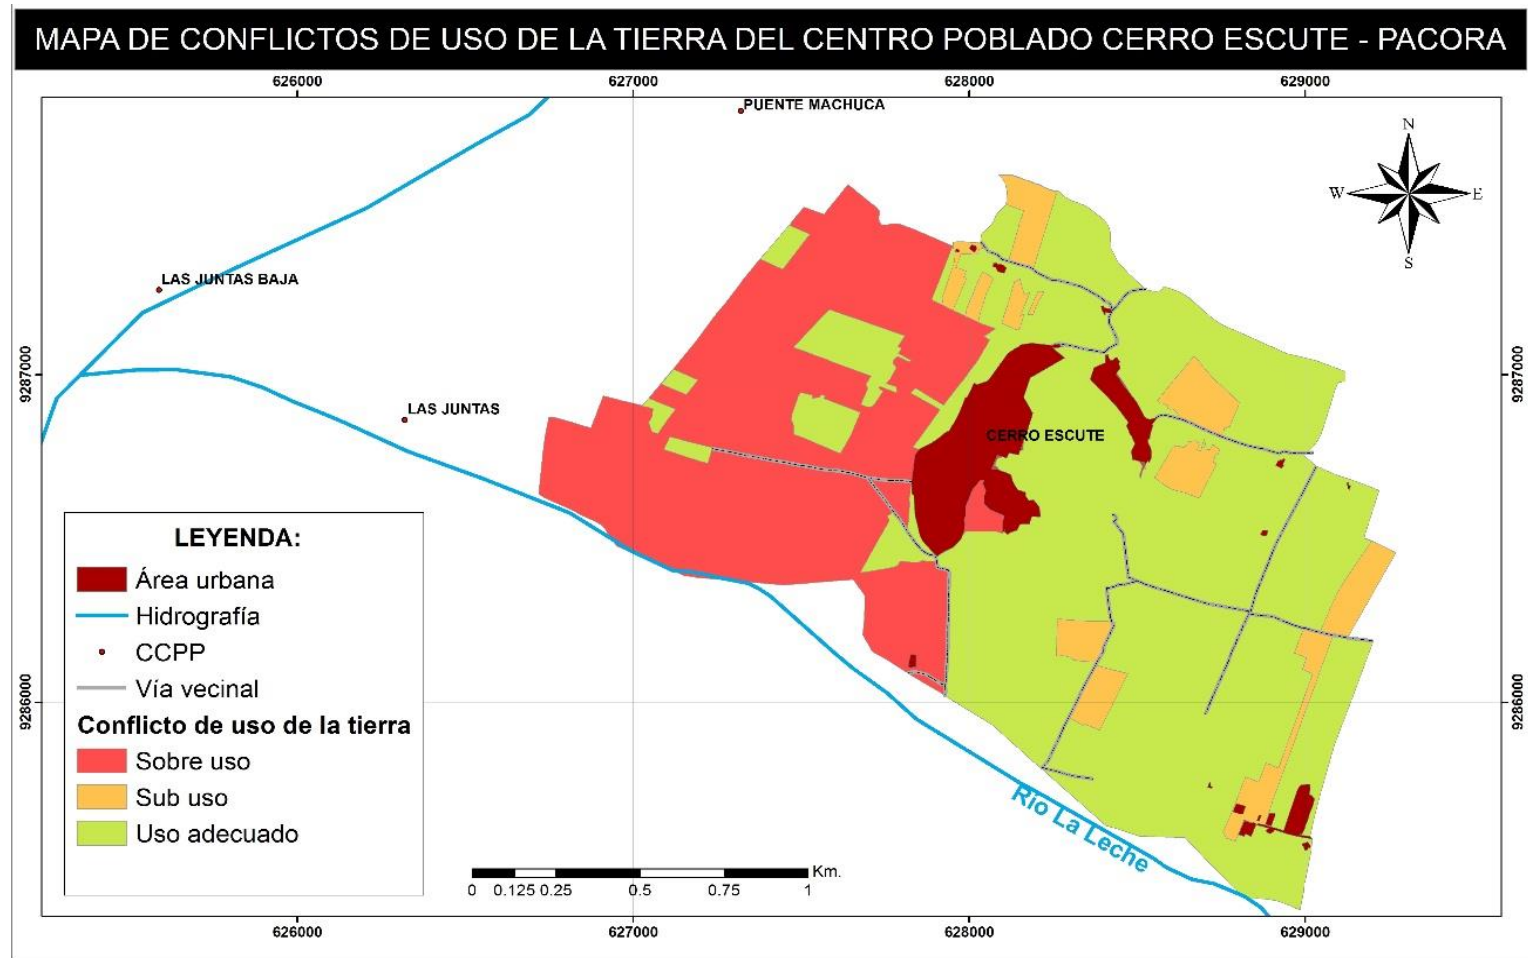 MAPA DE CONFLICTOS DE USO DE LA TIERRA DEL CENTRO POBLADO CERRO ESCUTE - PACORA
626000 627000 628000 629000
PUENTE MACHUCA
N
W E
S
LAS JUNTAS BAJA
9287000 9287000
LAS JUNTAS
CERRO ESCUTE
LEYENDA:
Área urbana
Hidrografía
CCPP
Vía vecinal
Conflicto de uso de la tierra
Sobre uso
Sub uso
Uso adecuado
9286000 9286000
Río La Leche
Km.
0 0.125 0.25 0.5 0.75 1
626000 627000 628000 629000